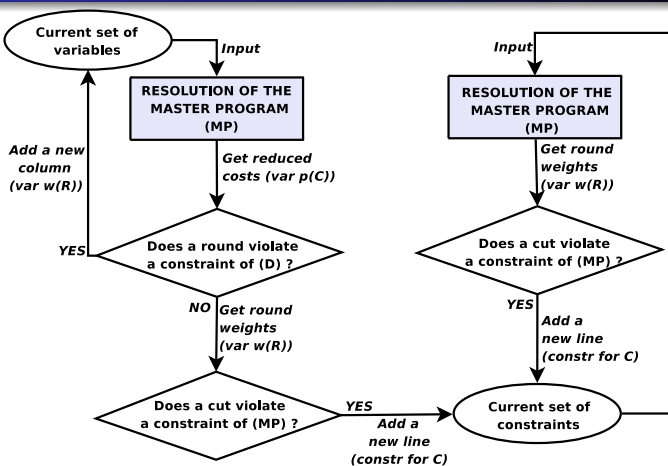 Current set of
variables
Input
RESOLUTION OF THE
MASTER PROGRAM
(MP)
Add a new
column
(var w(R))
Get reduced
costs (var p(C))
YES
Does a round violate
a constraint of (D) ?
NO
Get round
weights
(var w(R))
Does a cut violate
a constraint of (MP) ?
YES
Add a
new line
(constr for C)
Input
RESOLUTION OF THE
MASTER PROGRAM
(MP)
Get round
weights
(var w(R))
Does a cut violate
a constraint of (MP) ?
YES
Add a
new line
(constr for C)
Current set of
constraints